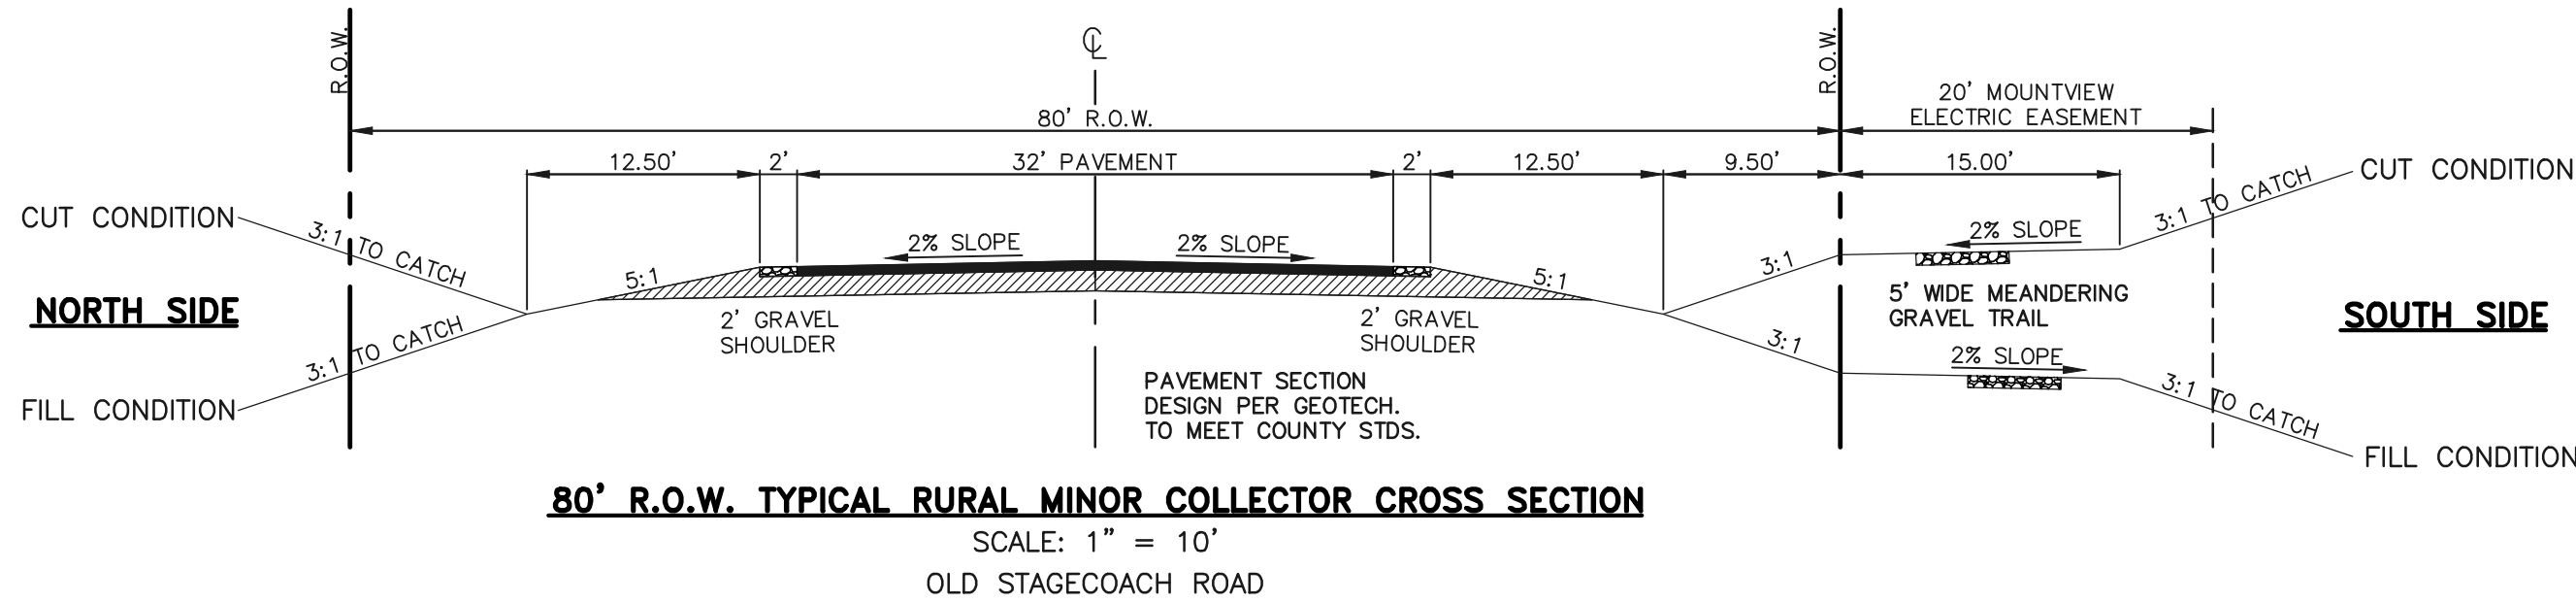 R.O.W.
℄
R.O.W.
80' R.O.W.
20' MOUNTVIEW
ELECTRIC EASEMENT
12.50'
2'
32' PAVEMENT
2'
12.50'
9.50'
15.00'
CUT CONDITION
3:1 TO CATCH
5:1
2% SLOPE
2% SLOPE
5:1
3:1
2% SLOPE
3:1 TO CATCH
CUT CONDITION
NORTH SIDE
2' GRAVEL
SHOULDER
2' GRAVEL
SHOULDER
5' WIDE MEANDERING
GRAVEL TRAIL
SOUTH SIDE
FILL CONDITION
3:1 TO CATCH
3:1
2% SLOPE
3:1 TO CATCH
FILL CONDITION
PAVEMENT SECTION
DESIGN PER GEOTECH.
TO MEET COUNTY STDS.
80' R.O.W. TYPICAL RURAL MINOR COLLECTOR CROSS SECTION
SCALE: 1" = 10'
OLD STAGECOACH ROAD